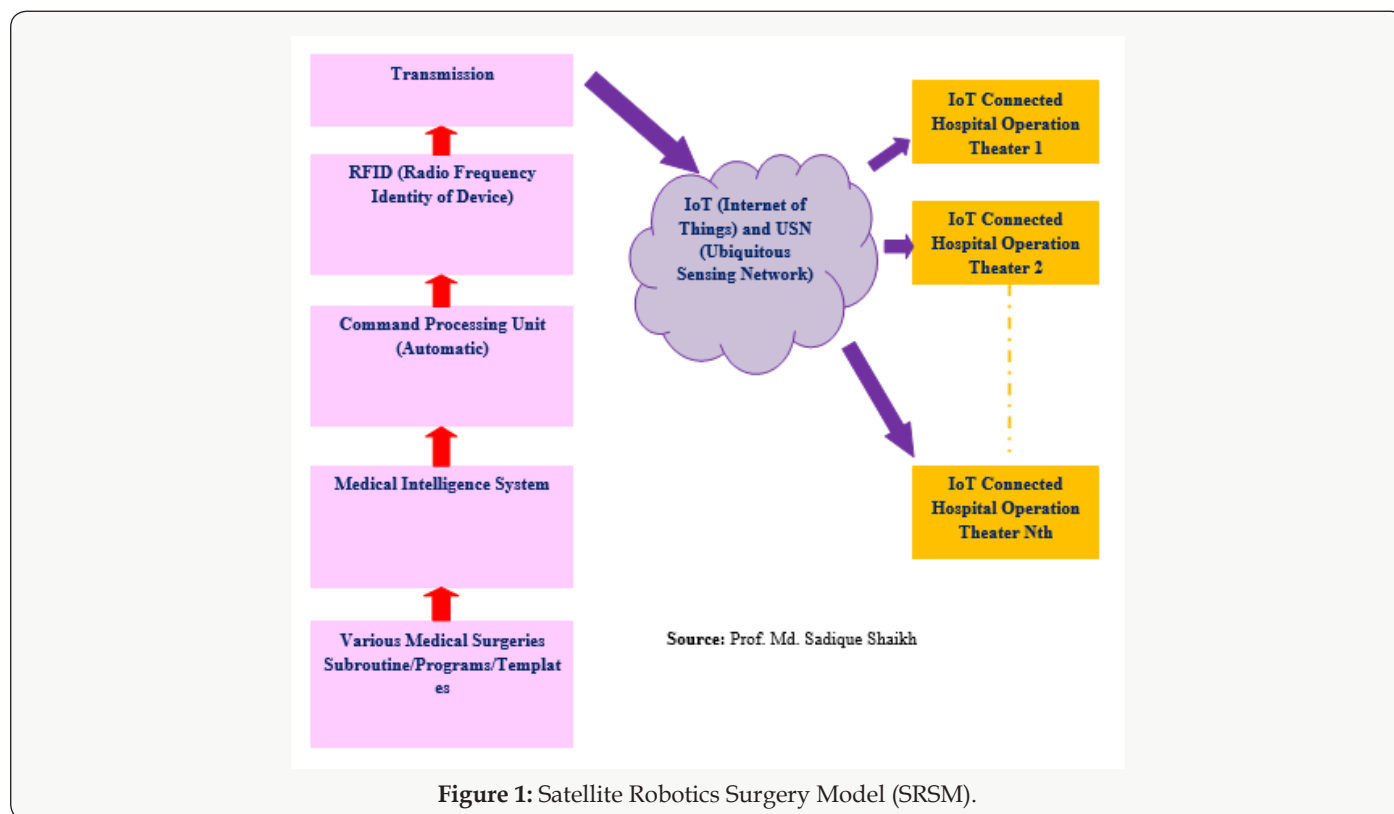 Transmission
RFID (Radio Frequency
Identity of Device)
Command Processing Unit
(Automatic)
Medical Intelligence System
Various Medical Surgeries
Subroutine/Programs/Templat
es
IoT (Internet of
Things) and USN
(Ubiquitous
Sensing Network)
IoT Connected
Hospital Operation
Theater 1
IoT Connected
Hospital Operation
Theater 2
IoT Connected
Hospital Operation
Theater Nth
Source: Prof. Md. Sadique Shaikh
Figure 1: Satellite Robotics Surgery Model (SRSM).